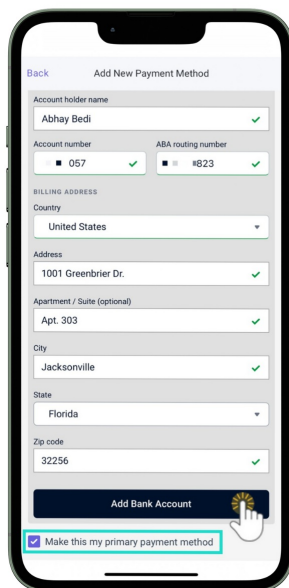 Back Add New Payment Method
Account holder name
Abhay Bedi
Account number ABA routing number
057 823
BILLING ADDRESS
Country
United States
Address
1001 Greenbrier Dr.
Apartment / Suite (optional)
Apt. 303
City
Jacksonville
State
Florida
Zip code
32256
Add Bank Account
Make this my primary payment method